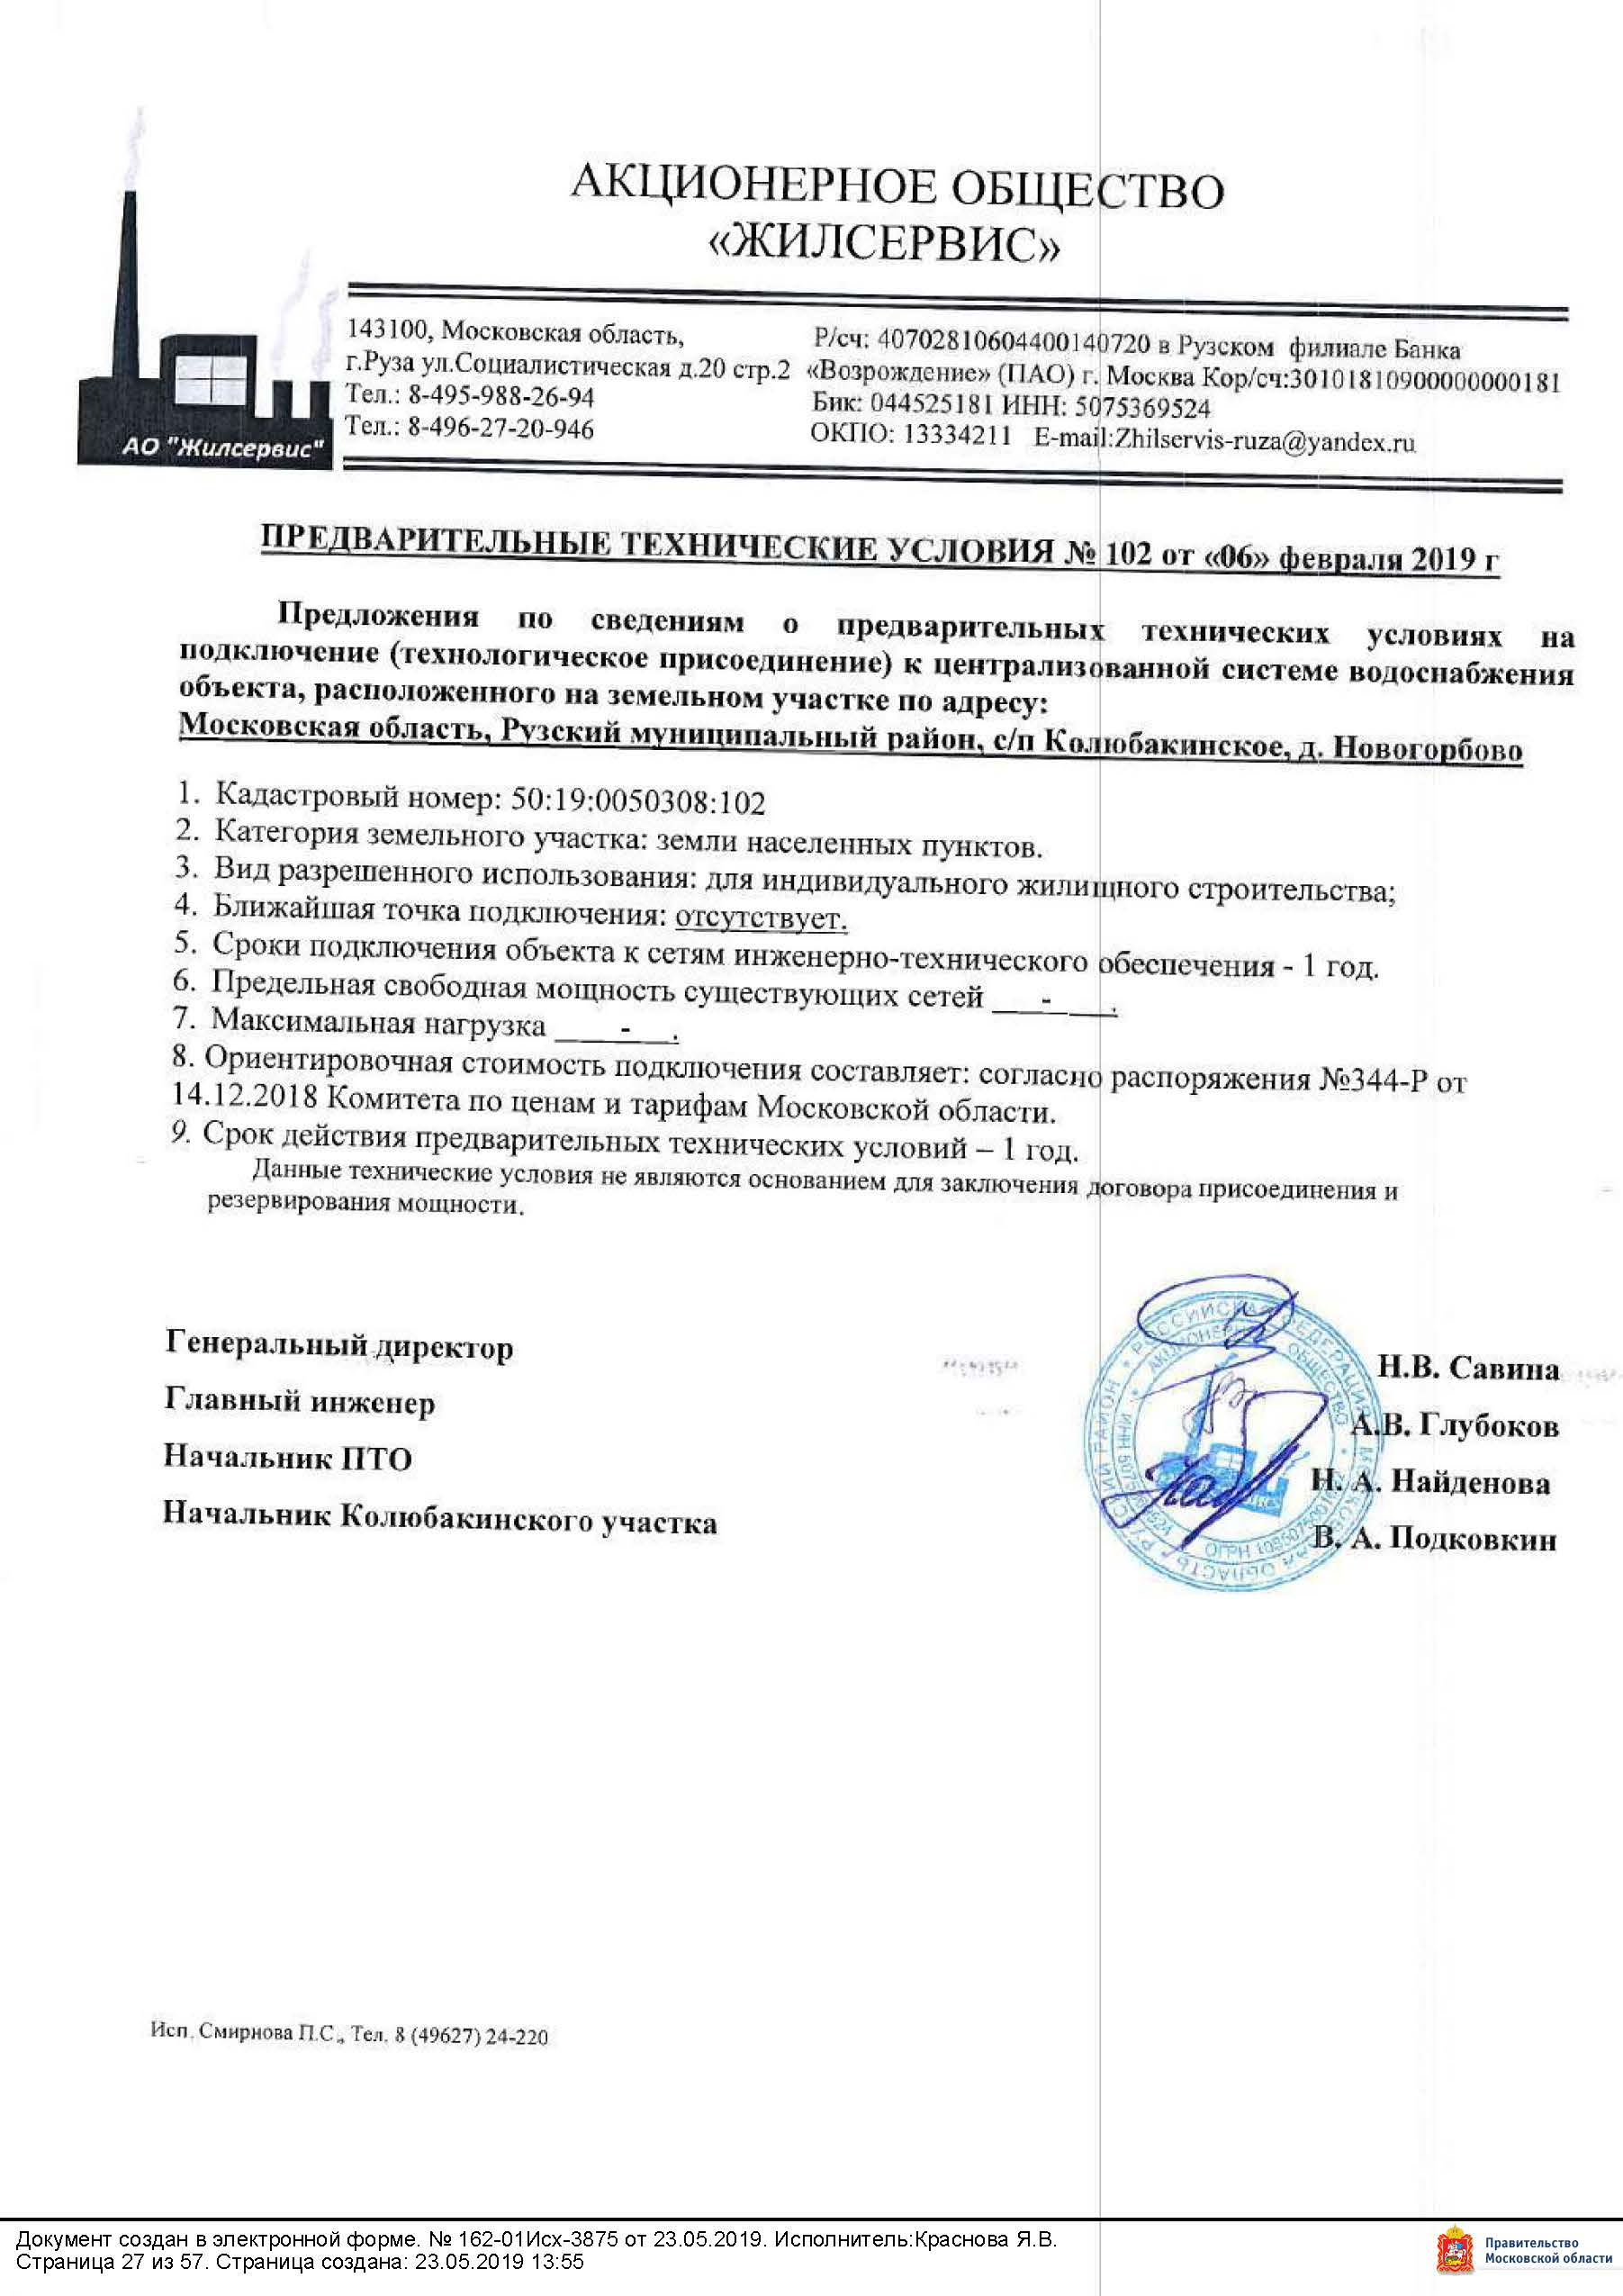 АКЦИОНЕРНОЕ ОБЩЕСТВО
«ЖИЛСЕРВИС»
АО "Жилсервис"
143100, Московская область,
г.Руза ул.Социалистическая д.20 стр.2
Тел.: 8-495-988-26-94
Тел.: 8-496-27-20-946
Р/сч: 40702810604400140720 в Рузском филиале Банка
«Возрождение» (ПАО) г. Москва Кор/сч:30101810900000000181
Бик: 044525181 ИНН: 5075369524
ОКПО: 13334211 E-mail:Zhilservis-ruza@yandex.ru
ПРЕДВАРИТЕЛЬНЫЕ ТЕХНИЧЕСКИЕ УСЛОВИЯ № 102 от «06» февраля 2019 г
Предложения по сведениям о предварительных технических условиях на
подключение (технологическое присоединение) к централизованной системе водоснабжения
объекта, расположенного на земельном участке по адресу:
Московская область, Рузский муниципальный район, с/п Колюбакинское, д. Новогорбово
1. Кадастровый номер: 50:19:0050308:102
2. Категория земельного участка: земли населенных пунктов.
3. Вид разрешенного использования: для индивидуального жилищного строительства;
4. Ближайшая точка подключения: отсутствует.
5. Сроки подключения объекта к сетям инженерно-технического обеспечения - 1 год.
6. Предельная свободная мощность существующих сетей ___-___.
7. Максимальная нагрузка ____-___.
8. Ориентировочная стоимость подключения составляет: согласно распоряжения №344-Р от
14.12.2018 Комитета по ценам и тарифам Московской области.
9. Срок действия предварительных технических условий – 1 год.
Данные технические условия не являются основанием для заключения договора присоединения и
резервирования мощности.
Генеральный директор Н.В. Савина
Главный инженер А.В. Глубоков
Начальник ПТО Н. А. Найденова
Начальник Колюбакинского участка В. А. Подковкин
Исп. Смирнова П.С., Тел. 8 (49627) 24-220
Документ создан в электронной форме. № 162-01Исх-3875 от 23.05.2019. Исполнитель:Краснова Я.В.
Страница 27 из 57. Страница создана: 23.05.2019 13:55
Правительство
Московской области